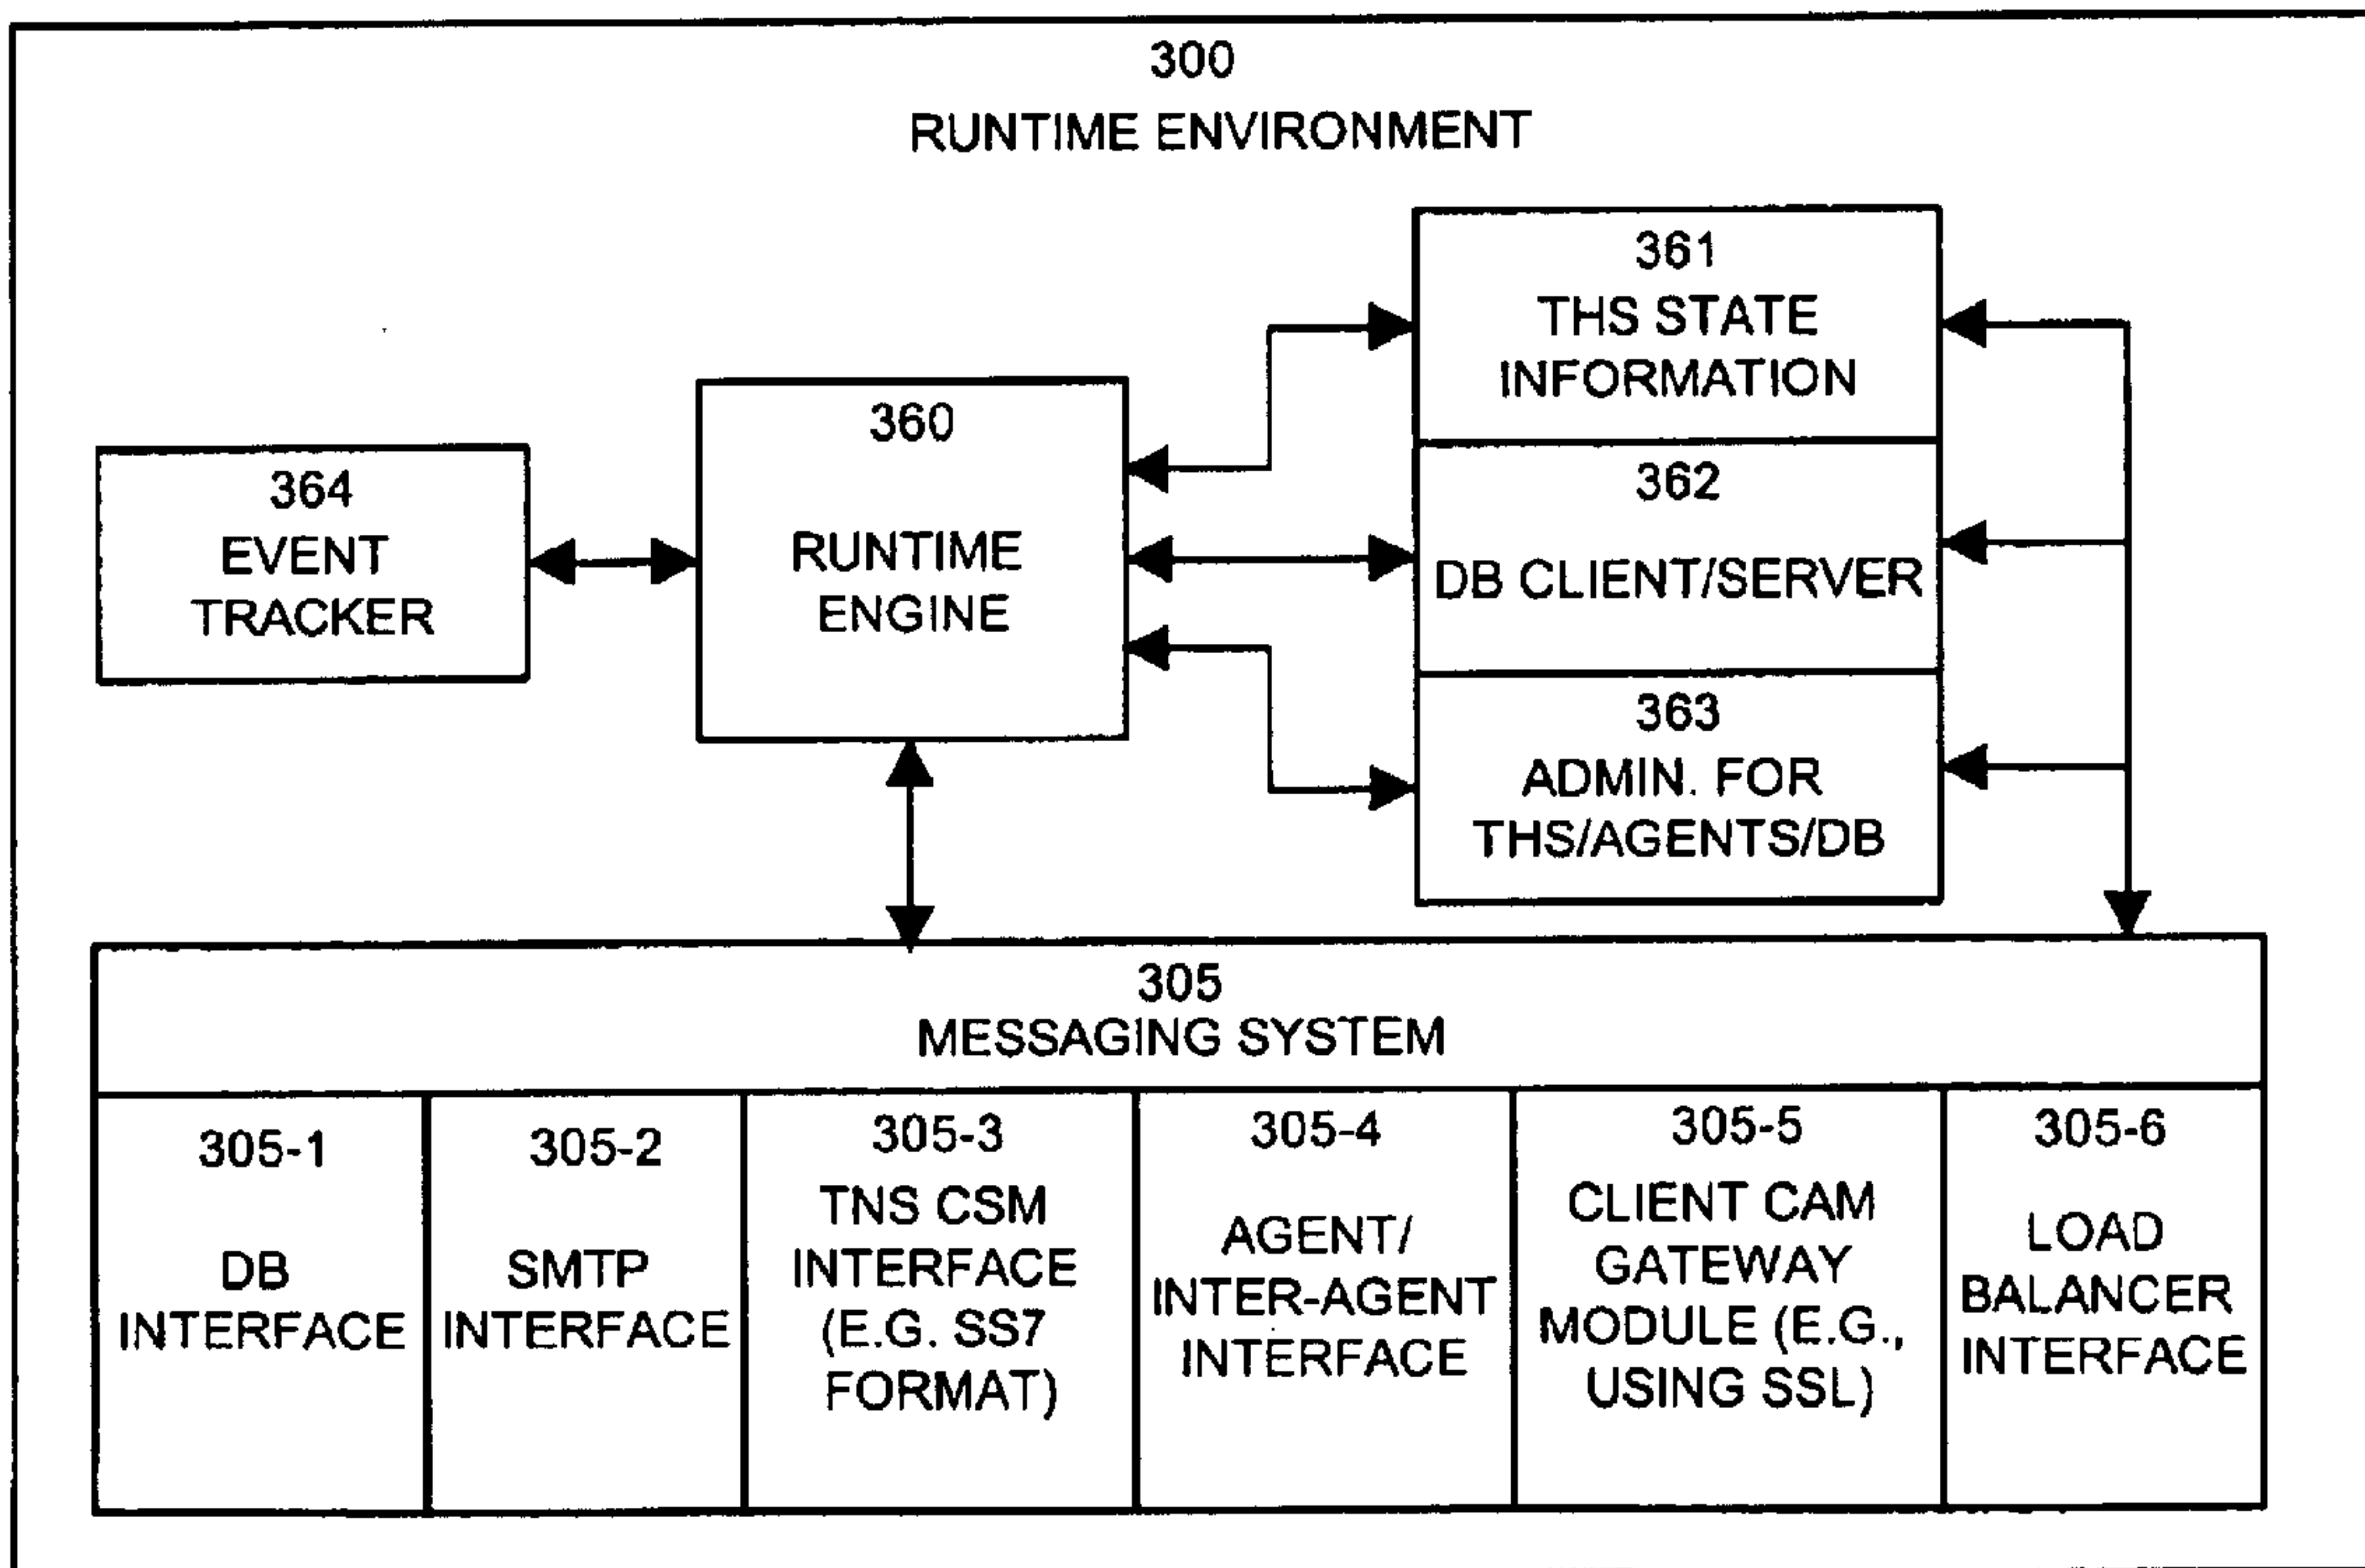 300
RUNTIME ENVIRONMENT
361
THS STATE
INFORMATION
360
RUNTIME
ENGINE
364
EVENT
TRACKER
362
DB CLIENT/SERVER
363
ADMIN. FOR
THS/AGENTS/DB
305
MESSAGING SYSTEM
305-1
DB
INTERFACE
305-2
SMTP
INTERFACE
305-3
TNS CSM
INTERFACE
(E.G. SS7
FORMAT)
305-4
AGENT/
INTER-AGENT
INTERFACE
305-5
CLIENT CAM
GATEWAY
MODULE (E.G.,
USING SSL)
305-6
LOAD
BALANCER
INTERFACE